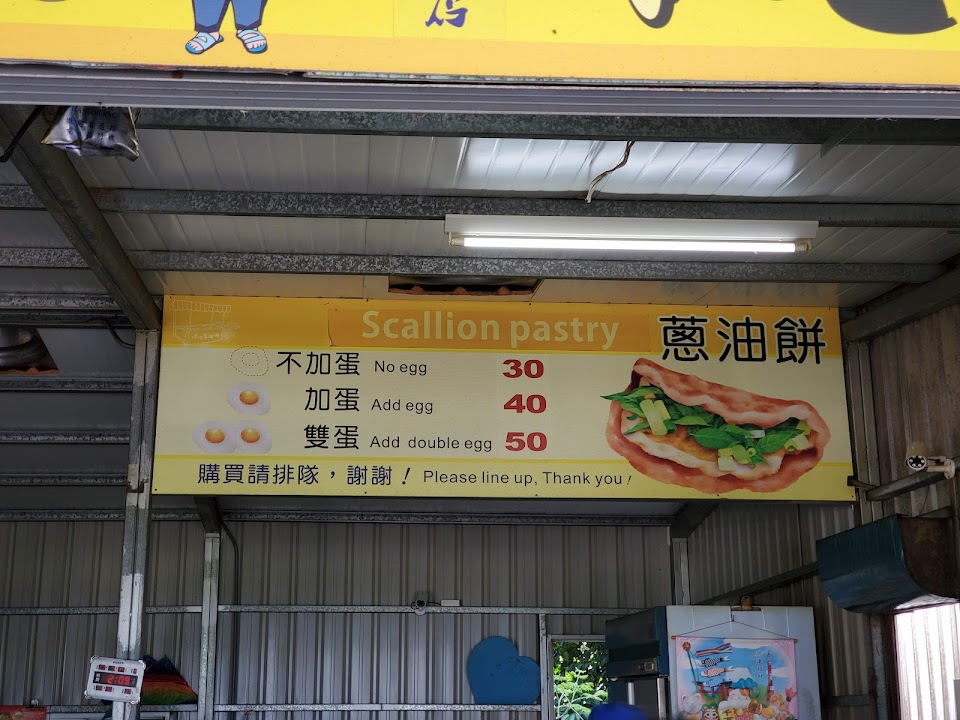 Scallion pastry 蔥油餅
不加蛋 No egg 30
加蛋 Add egg 40
雙蛋 Add double egg 50
購買請排隊，謝謝！ Please line up, Thank you！